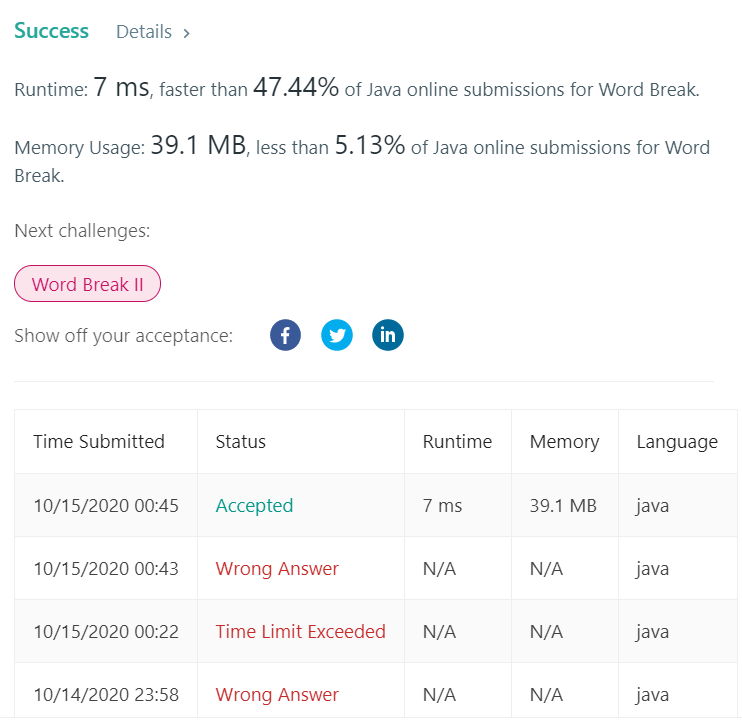 Success Details >
Runtime: 7 ms, faster than 47.44% of Java online submissions for Word Break.
Memory Usage: 39.1 MB, less than 5.13% of Java online submissions for Word
Break.
Next challenges:
Word Break II
Show off your acceptance: f in
Time Submitted Status Runtime Memory Language
10/15/2020 00:45 Accepted 7 ms 39.1 MB java
10/15/2020 00:43 Wrong Answer N/A N/A java
10/15/2020 00:22 Time Limit Exceeded N/A N/A java
10/14/2020 23:58 Wrong Answer N/A N/A java